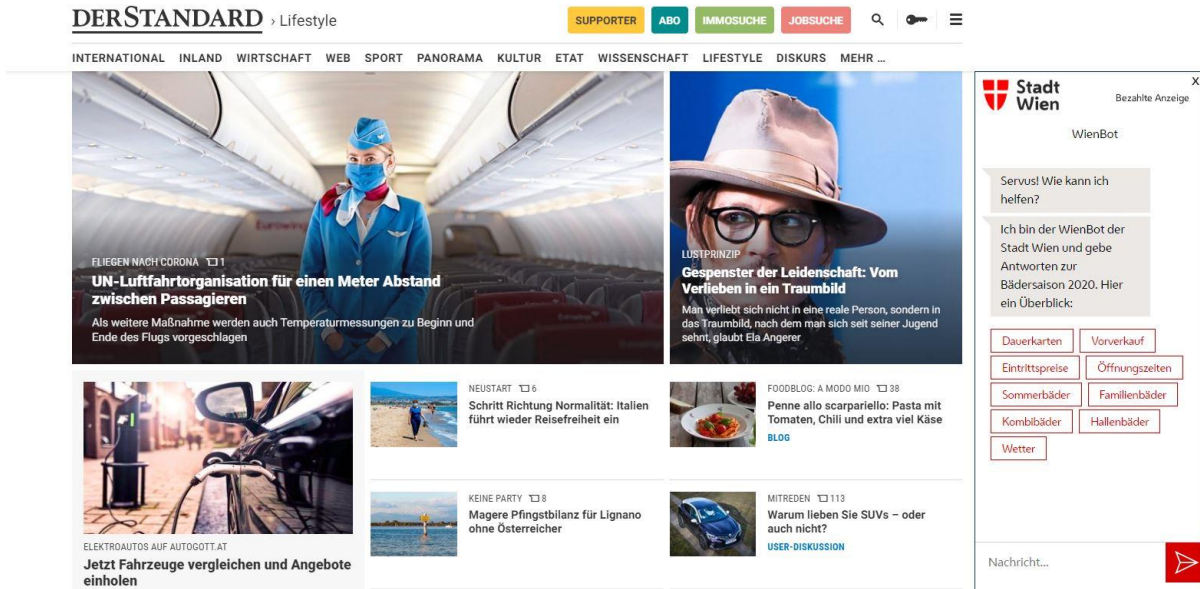 DERSTANDARD › Lifestyle
SUPPORTER ABO IMMOSUCHE JOBSUCHE
INTERNATIONAL INLAND WIRTSCHAFT WEB SPORT PANORAMA KULTUR ETAT WISSENSCHAFT LIFESTYLE DISKURS MEHR ...
FLIEGEN NACH CORONA 1
UN-Luftfahrtorganisation für einen Meter Abstand
zwischen Passagieren
Als weitere Maßnahme werden auch Temperaturmessungen zu Beginn und
Ende des Flugs vorgeschlagen
LUSTPRINZIP
Gespenster der Leidenschaft: Vom
Verlieben in ein Traumbild
Man verliebt sich nicht in eine reale Person, sondern in
das Traumbild, nach dem man sich seit seiner Jugend
sehnt, glaubt Ela Angerer
ELEKTROAUTOS AUF AUTOGOTT.AT
Jetzt Fahrzeuge vergleichen und Angebote
einholen
NEUSTART 6
Schritt Richtung Normalität: Italien
führt wieder Reisefreiheit ein
KEINE PARTY 8
Magere Pfingstbilanz für Lignano
ohne Österreicher
FOODBLOG: A MODO MIO 38
Penne allo scarpariello: Pasta mit
Tomaten, Chili und extra viel Käse
BLOG
MITREDEN 113
Warum lieben Sie SUVs – oder
auch nicht?
USER-DISKUSSION
Stadt
Wien
Bezahlte Anzeige
X
WienBot
Servus! Wie kann ich
helfen?
Ich bin der WienBot der
Stadt Wien und gebe
Antworten zur
Bädersaison 2020. Hier
ein Überblick:
Dauerkarten Vorverkauf
Eintrittspreise Öffnungszeiten
Sommerbäder Familienbäder
Kombibäder Hallenbäder
Wetter
Nachricht...